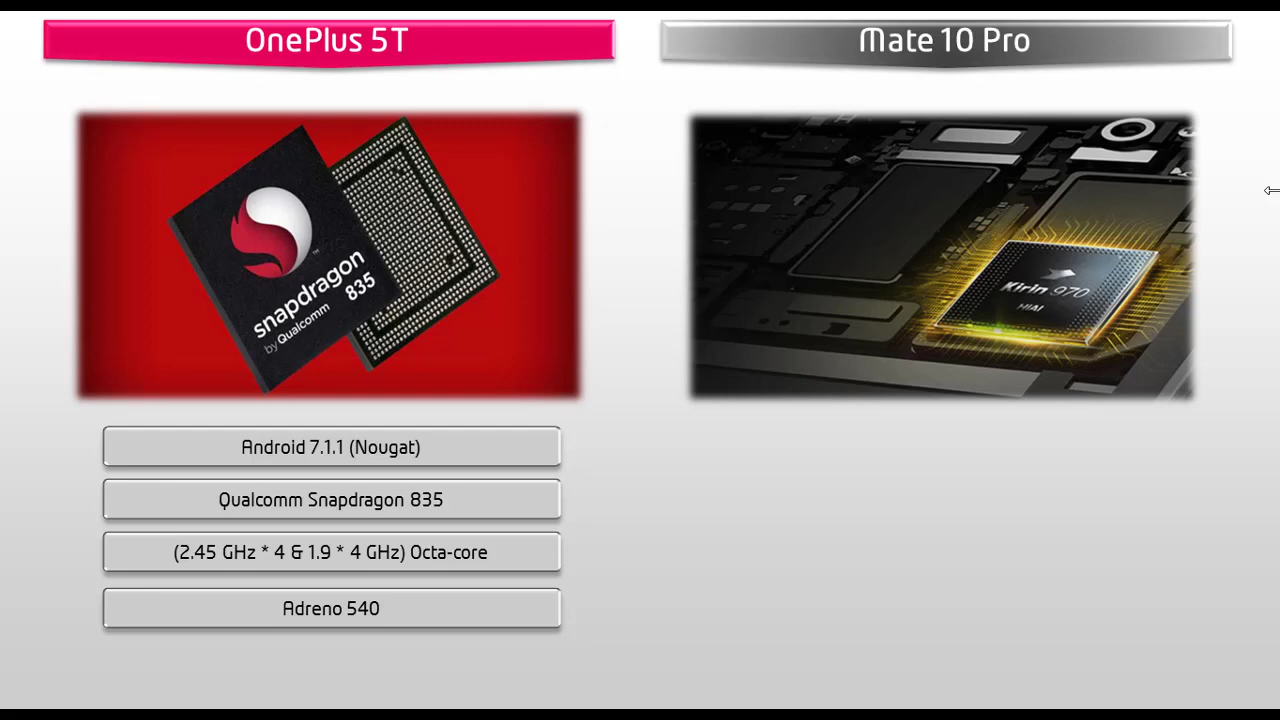 OnePlus 5T
Mate 10 Pro
snapdragon
835
by Qualcomm
Kirin 970
HiAI
Android 7.1.1 (Nougat)
Qualcomm Snapdragon 835
(2.45 GHz * 4 & 1.9 * 4 GHz) Octa-core
Adreno 540